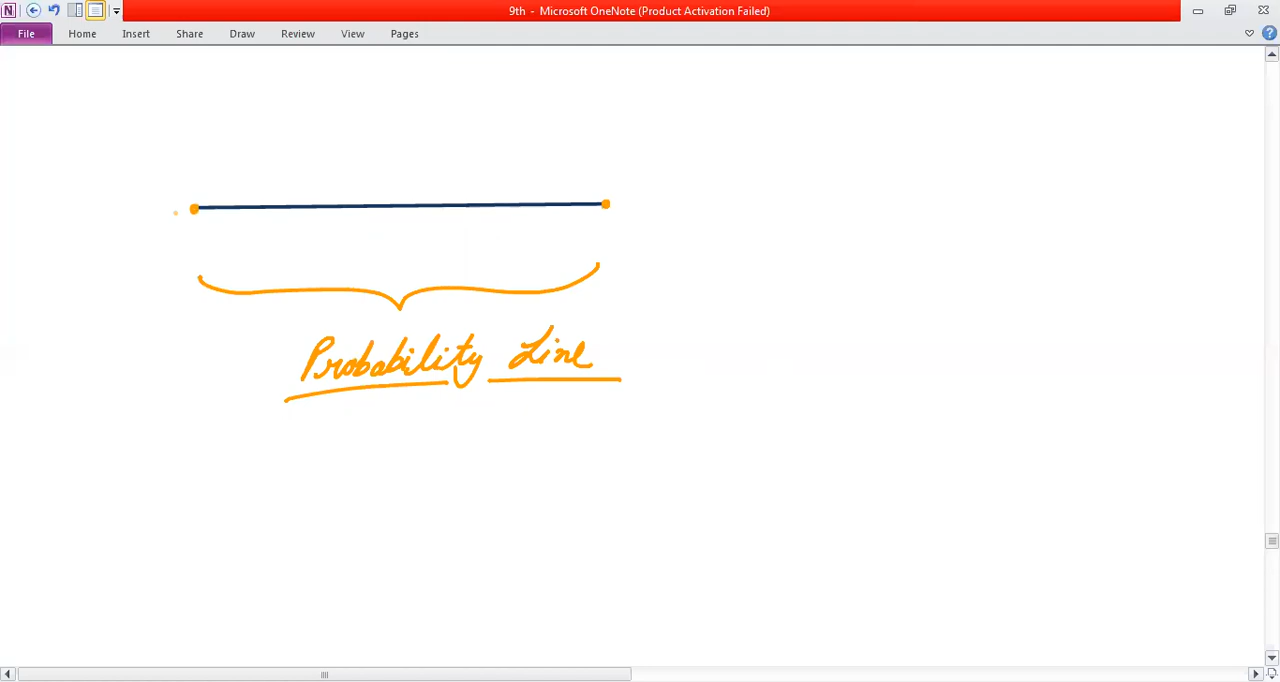 9th - Microsoft OneNote (Product Activation Failed)
File Home Insert Share Draw Review View Pages
Probability Line